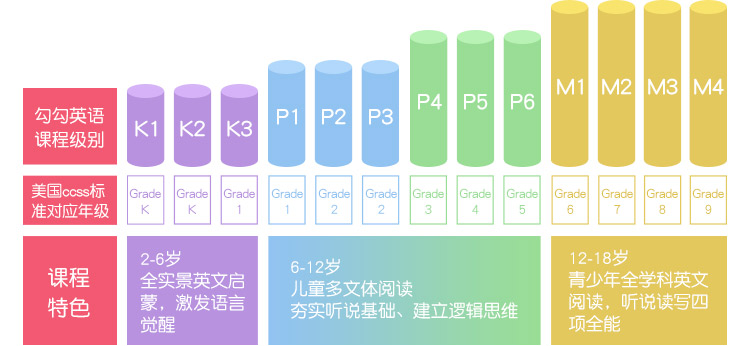 勾勾英语
课程级别
K1 K2 K3 P1 P2 P3 P4 P5 P6 M1 M2 M3 M4
美国ccss标
准对应年级
Grade Grade Grade Grade Grade Grade Grade Grade Grade Grade Grade Grade Grade
K K 1 1 2 2 3 4 5 6 7 8 9
课程
特色
2-6岁
全实景英文启
蒙，激发语言
觉醒
6-12岁
儿童多文体阅读
夯实听说基础、建立逻辑思维
12-18岁
青少年全学科英文
阅读，听说读写四
项全能